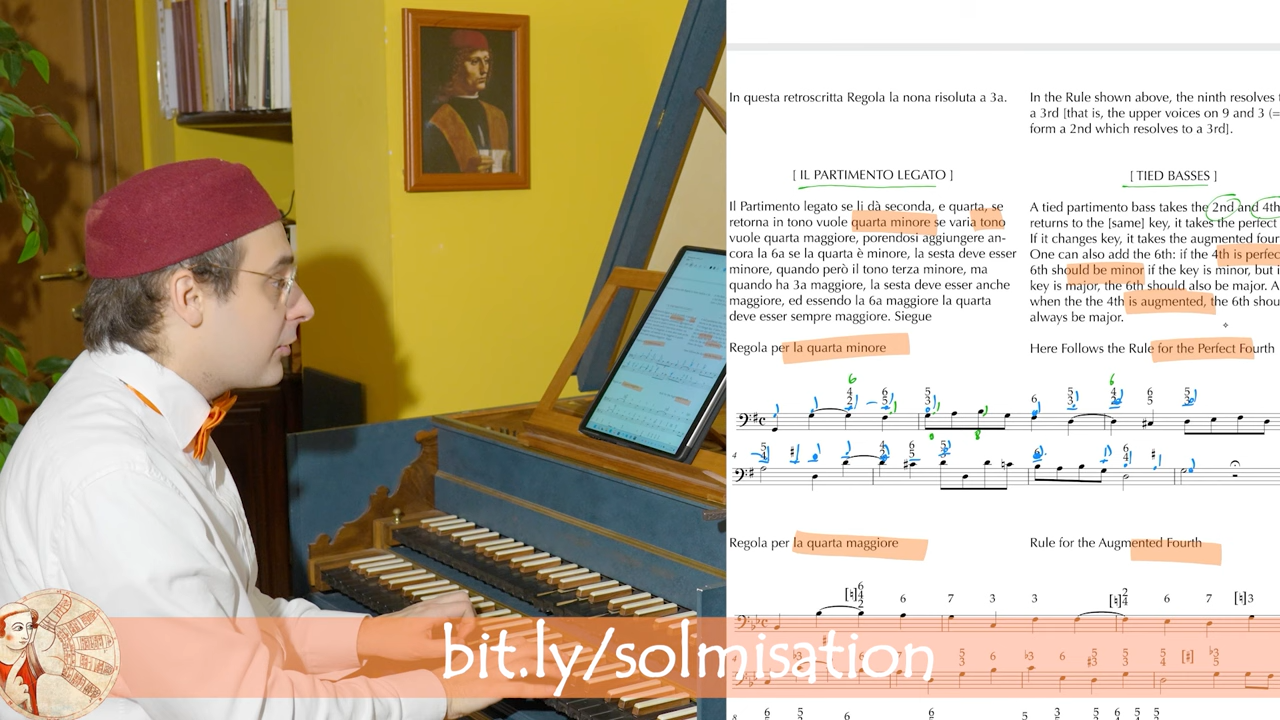 In questa retroscritta Regola la nona risoluta a 3a.
In the Rule shown above, the ninth resolves
a 3rd [that is, the upper voices on 9 and 3 (=
form a 2nd which resolves to a 3rd].
[ IL PARTIMENTO LEGATO ]
Il Partimento legato se li dà seconda, e quarta, se
retorna in tono vuole quarta minore se varia tono
vuole quarta maggiore, porendosi aggiungere an-
cora la 6a se la quarta è minore, la sesta deve esser
minore, quando però il tono terza minore, ma
quando ha 3a maggiore, la sesta deve esser anche
maggiore, ed essendo la 6a maggiore la quarta
deve esser sempre maggiore. Siegue
[ TIED BASSES ]
A tied partimento bass takes the 2nd and 4th
returns to the [same] key, it takes the perfect
If it changes key, it takes the augmented four
One can also add the 6th: if the 4th is perfec
6th should be minor if the key is minor, but i
key is major, the 6th should also be major. A
when the the 4th is augmented, the 6th shou
always be major.
Regola per la quarta minore
Here Follows the Rule for the Perfect Fourth
Regola per la quarta maggiore
Rule for the Augmented Fourth
bit.ly/solmisation